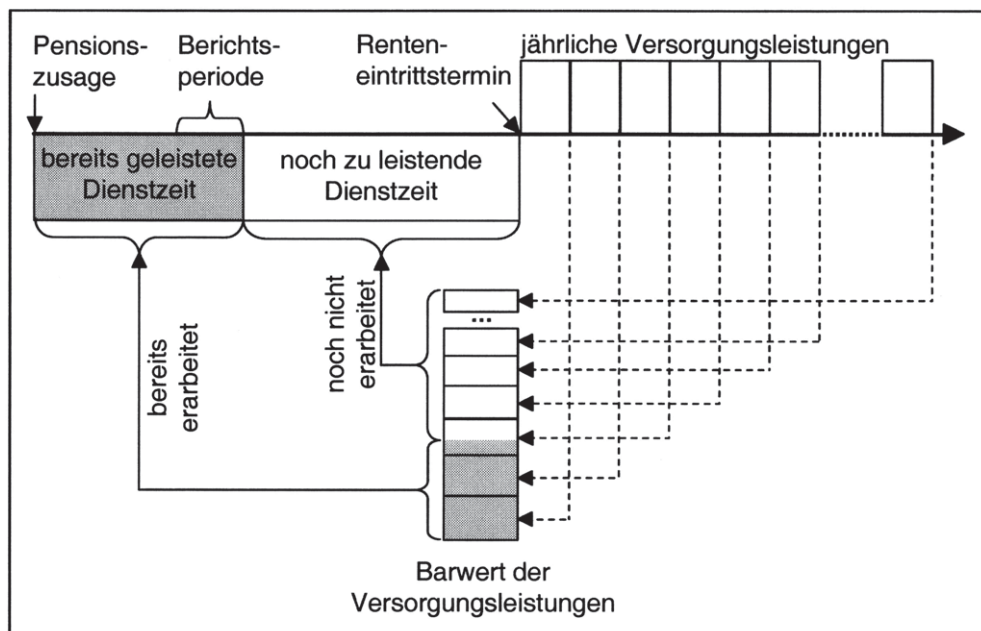 Pensions-
zusage
Berichts-
periode
Renten-
eintrittstermin
jährliche Versorgungsleistungen
bereits geleistete
Dienstzeit
noch zu leistende
Dienstzeit
bereits
erarbeitet
noch nicht
erarbeitet
...
Barwert der
Versorgungsleistungen